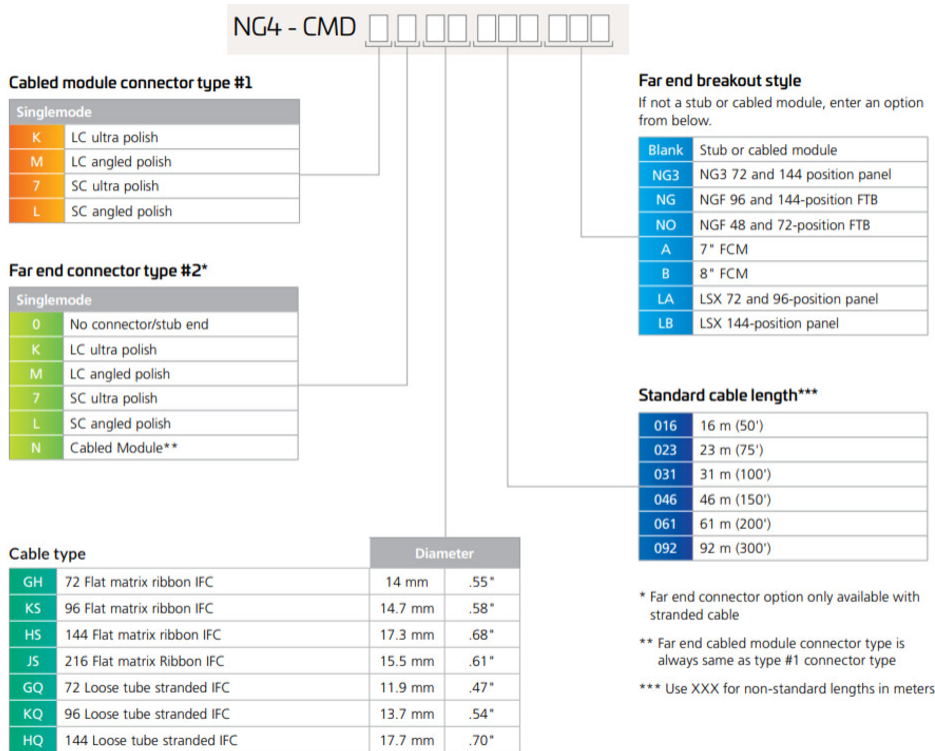 NG4 - CMD
Cabled module connector type #1
Singlemode
K LC ultra polish
M LC angled polish
7 SC ultra polish
L SC angled polish
Far end connector type #2*
Singlemode
0 No connector/stub end
K LC ultra polish
M LC angled polish
7 SC ultra polish
L SC angled polish
N Cabled Module**
Cable type Diameter
GH 72 Flat matrix ribbon IFC 14 mm .55"
KS 96 Flat matrix ribbon IFC 14.7 mm .58"
HS 144 Flat matrix ribbon IFC 17.3 mm .68"
JS 216 Flat matrix Ribbon IFC 15.5 mm .61"
GQ 72 Loose tube stranded IFC 11.9 mm .47"
KQ 96 Loose tube stranded IFC 13.7 mm .54"
HQ 144 Loose tube stranded IFC 17.7 mm .70"
Far end breakout style
If not a stub or cabled module, enter an option
from below.
Blank Stub or cabled module
NG3 NG3 72 and 144 position panel
NG NGF 96 and 144-position FTB
NO NGF 48 and 72-position FTB
A 7" FCM
B 8" FCM
LA LSX 72 and 96-position panel
LB LSX 144-position panel
Standard cable length***
016 16 m (50')
023 23 m (75')
031 31 m (100')
046 46 m (150')
061 61 m (200')
092 92 m (300')
* Far end connector option only available with
stranded cable
** Far end cabled module connector type is
always same as type #1 connector type
*** Use XXX for non-standard lengths in meters